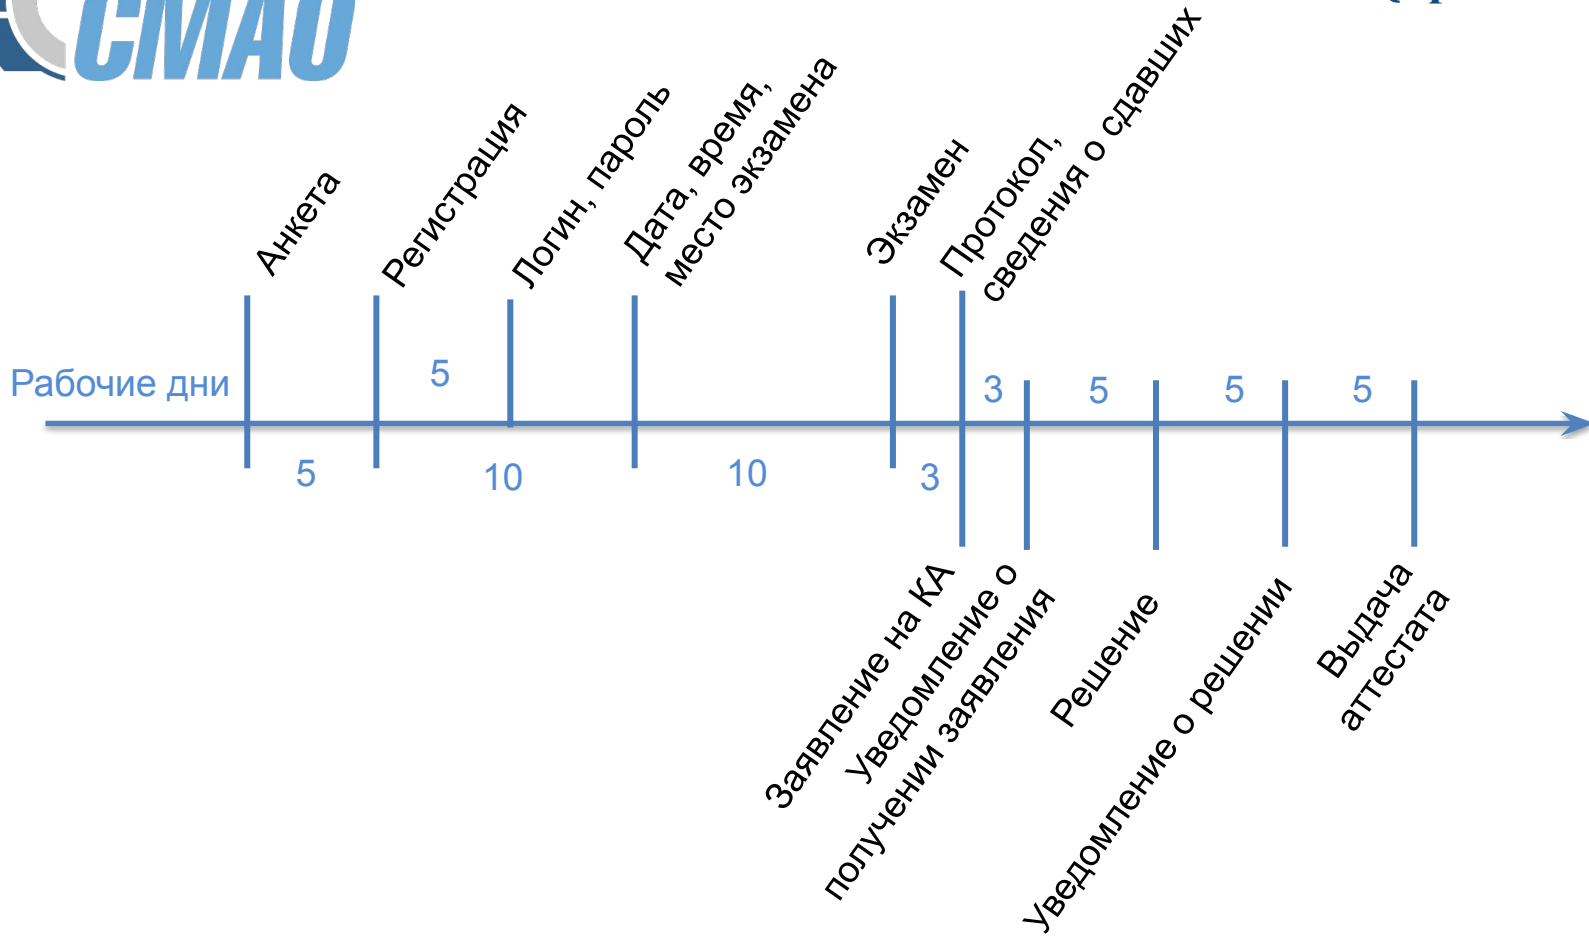 СМАО
Анкета
Регистрация
Логин, пароль
Дата, время,
место экзамена
Экзамен
Протокол,
сведения о сдавших
Рабочие дни
5
3
5
5
5
5
10
10
3
Заявление на КА
Уведомление о
получении заявления
Решение
Уведомление о решении
Выдача
аттестата